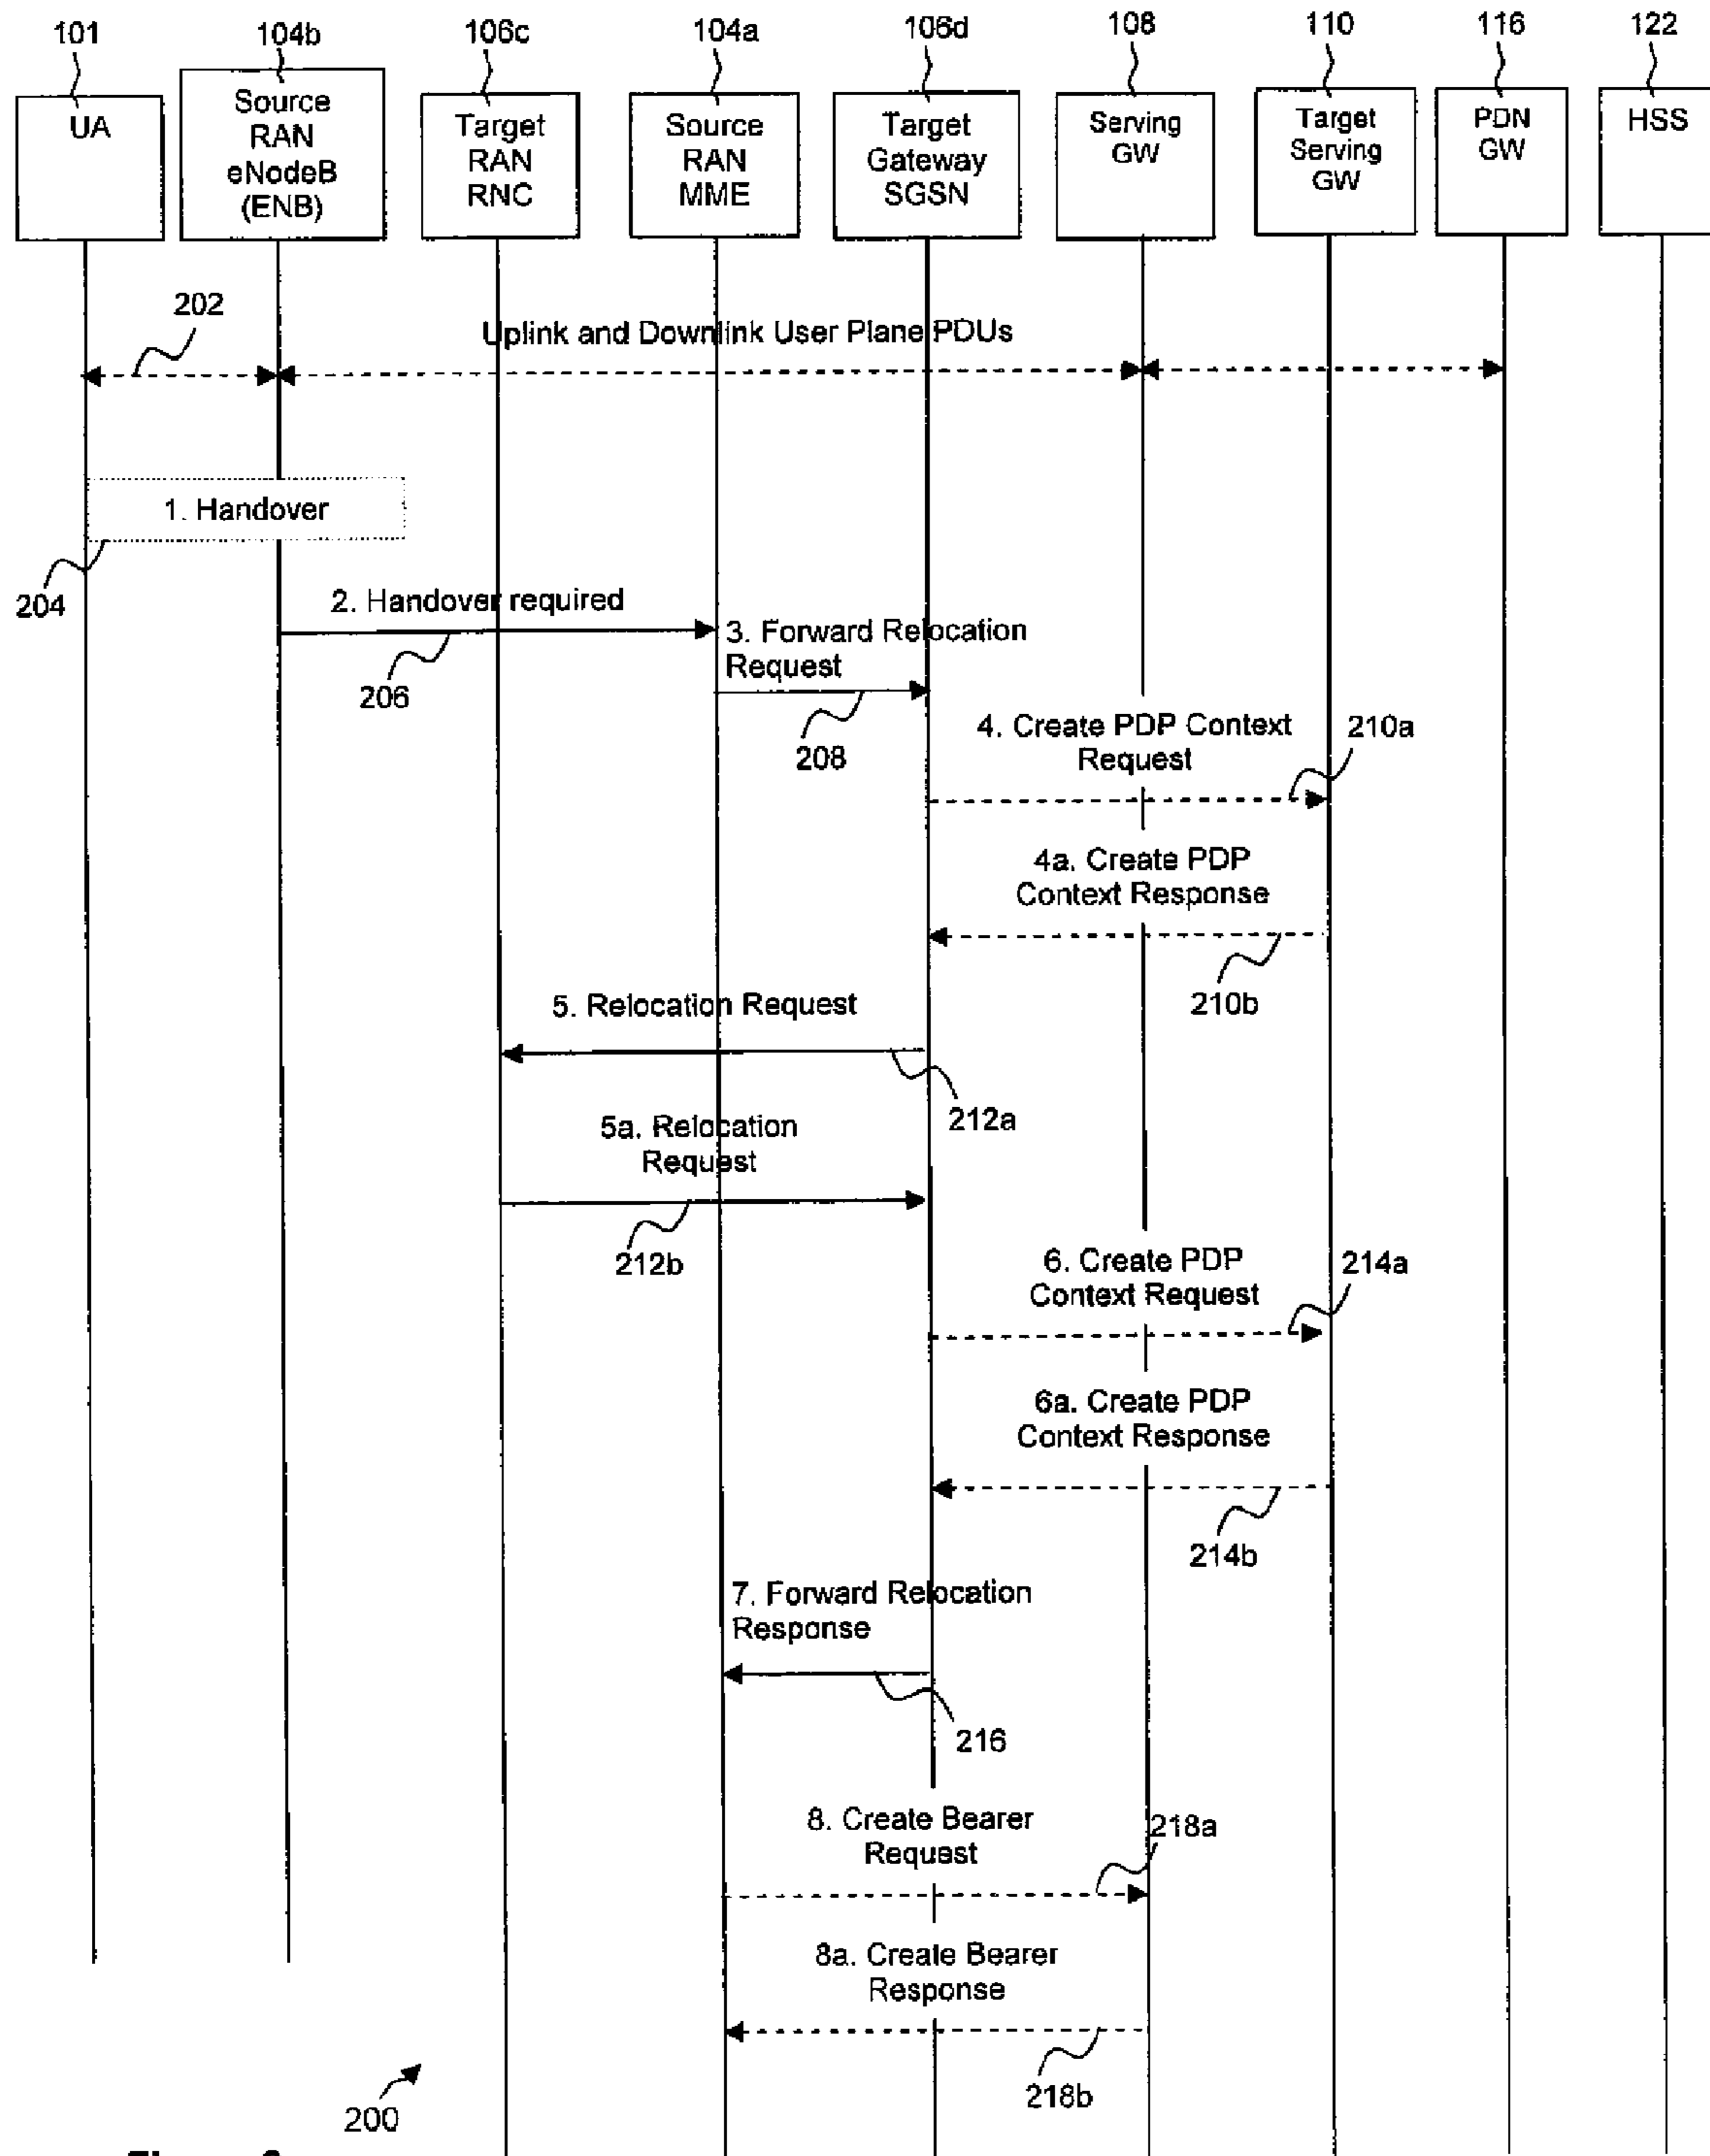 101
104b
106c
104a
106d
108
110
116
122
UA
Source
RAN
eNodeB
(ENB)
Target
RAN
RNC
Source
RAN
MME
Target
Gateway
SGSN
Serving
GW
Target
Serving
GW
PDN
GW
HSS
202
Uplink and Downlink User Plane PDUs
1. Handover
204
2. Handover required
206
3. Forward Relocation
Request
208
4. Create PDP Context
Request
210a
4a. Create PDP
Context Response
210b
5. Relocation Request
212a
5a. Relocation
Request
212b
6. Create PDP
Context Request
214a
6a. Create PDP
Context Response
214b
7. Forward Relocation
Response
216
8. Create Bearer
Request
218a
8a. Create Bearer
Response
218b
200